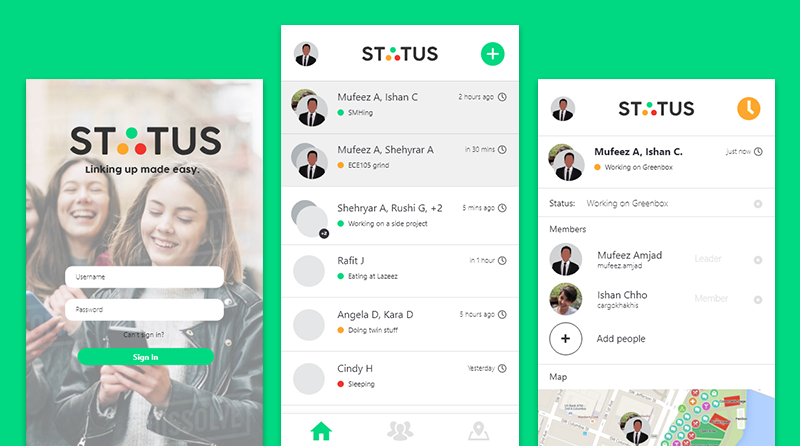 STATUS
Linking up made easy.
Username
Password
Can't sign in?
Sign In
STATUS
Mufeez A, Ishan C
2 hours ago
SMHing
Mufeez A, Shehyrar A
in 30 mins
ECE105 grind
Shehryar A, Rushi G, +2
5 mins ago
+2
Working on a side project
Rafit J
in 1 hour
Eating at Lazeez
Angela D, Kara D
5 hours ago
Doing twin stuff
Cindy H
Yesterday
Sleeping
STATUS
Mufeez A, Ishan C.
just now
Working on Greenbox
Status:
Working on Greenbox
Members
Mufeez Amjad
Leader
mufeez.amjad
Ishan Chho
Member
cargokhakhis
Add people
Map